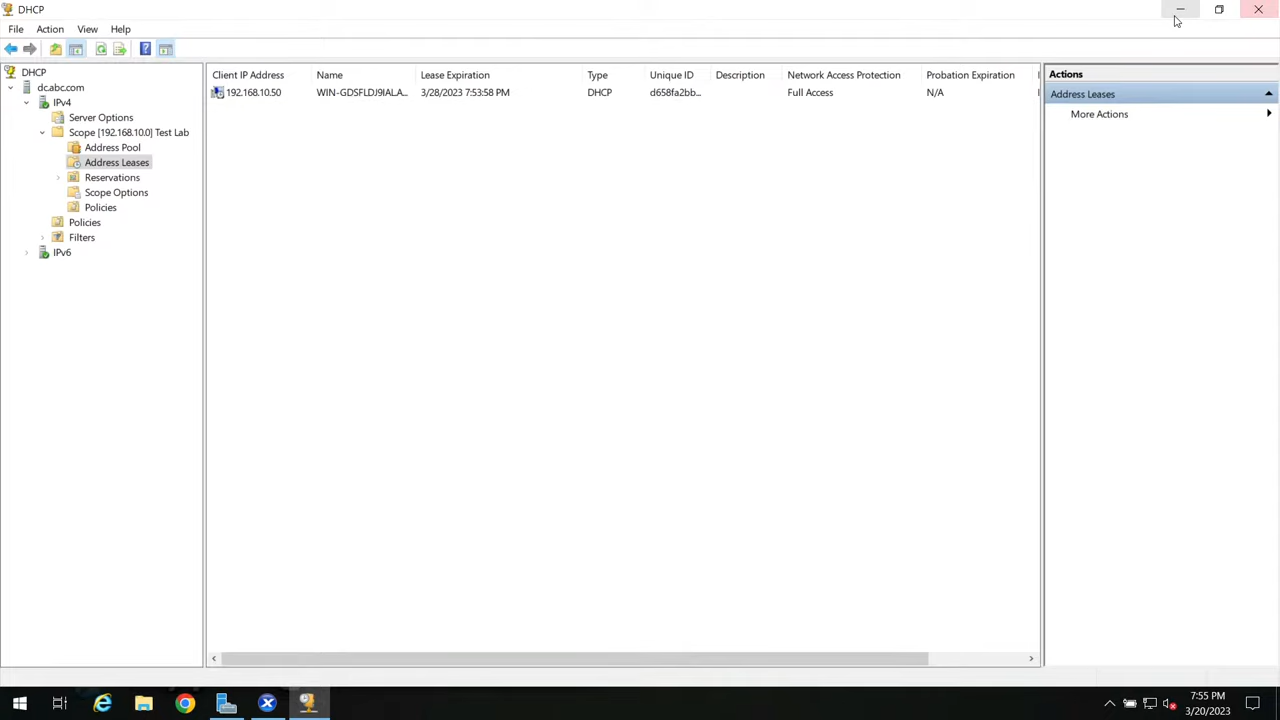 DHCP
File Action View Help
DHCP
dc.abc.com
IPv4
Server Options
Scope [192.168.10.0] Test Lab
Address Pool
Address Leases
Reservations
Scope Options
Policies
Policies
Filters
IPv6
Client IP Address Name Lease Expiration Type Unique ID Description Network Access Protection Probation Expiration
192.168.10.50 WIN-GDSFLDJ9IAL.A... 3/28/2023 7:53:58 PM DHCP d658fa2bb... Full Access N/A
Actions
Address Leases
More Actions
7:55 PM
3/20/2023